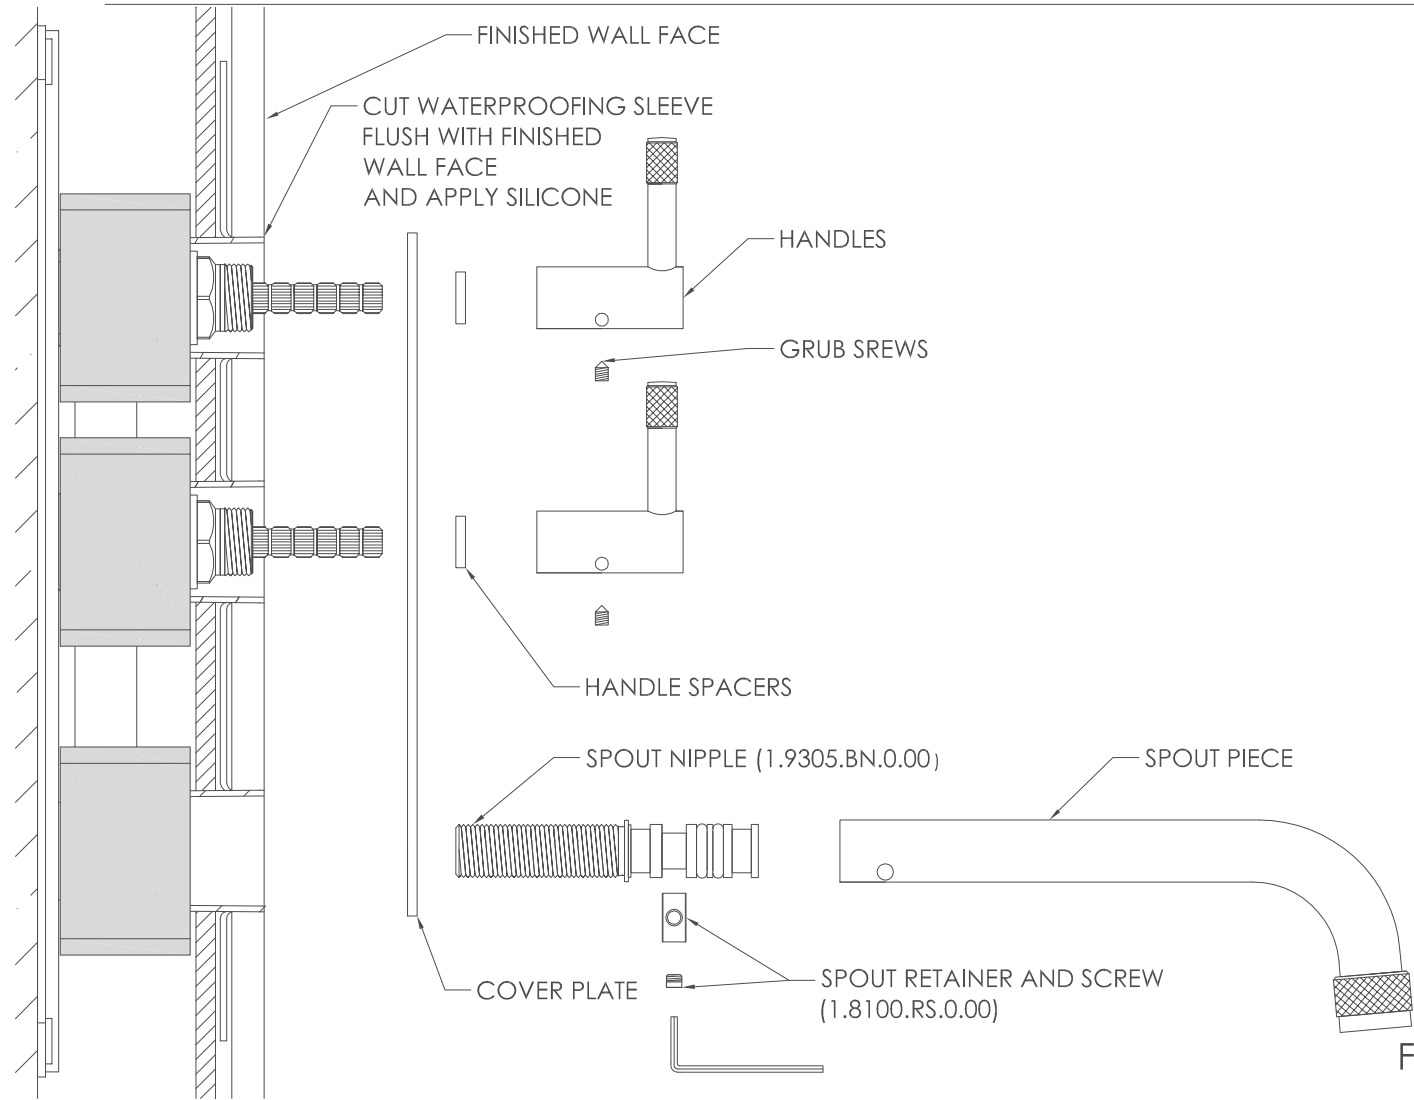 FINISHED WALL FACE
CUT WATERPROOFING SLEEVE
FLUSH WITH FINISHED
WALL FACE
AND APPLY SILICONE
HANDLES
GRUB SREWS
HANDLE SPACERS
SPOUT NIPPLE (1.9305.BN.0.00)
SPOUT PIECE
COVER PLATE
SPOUT RETAINER AND SCREW
(1.8100.RS.0.00)
F